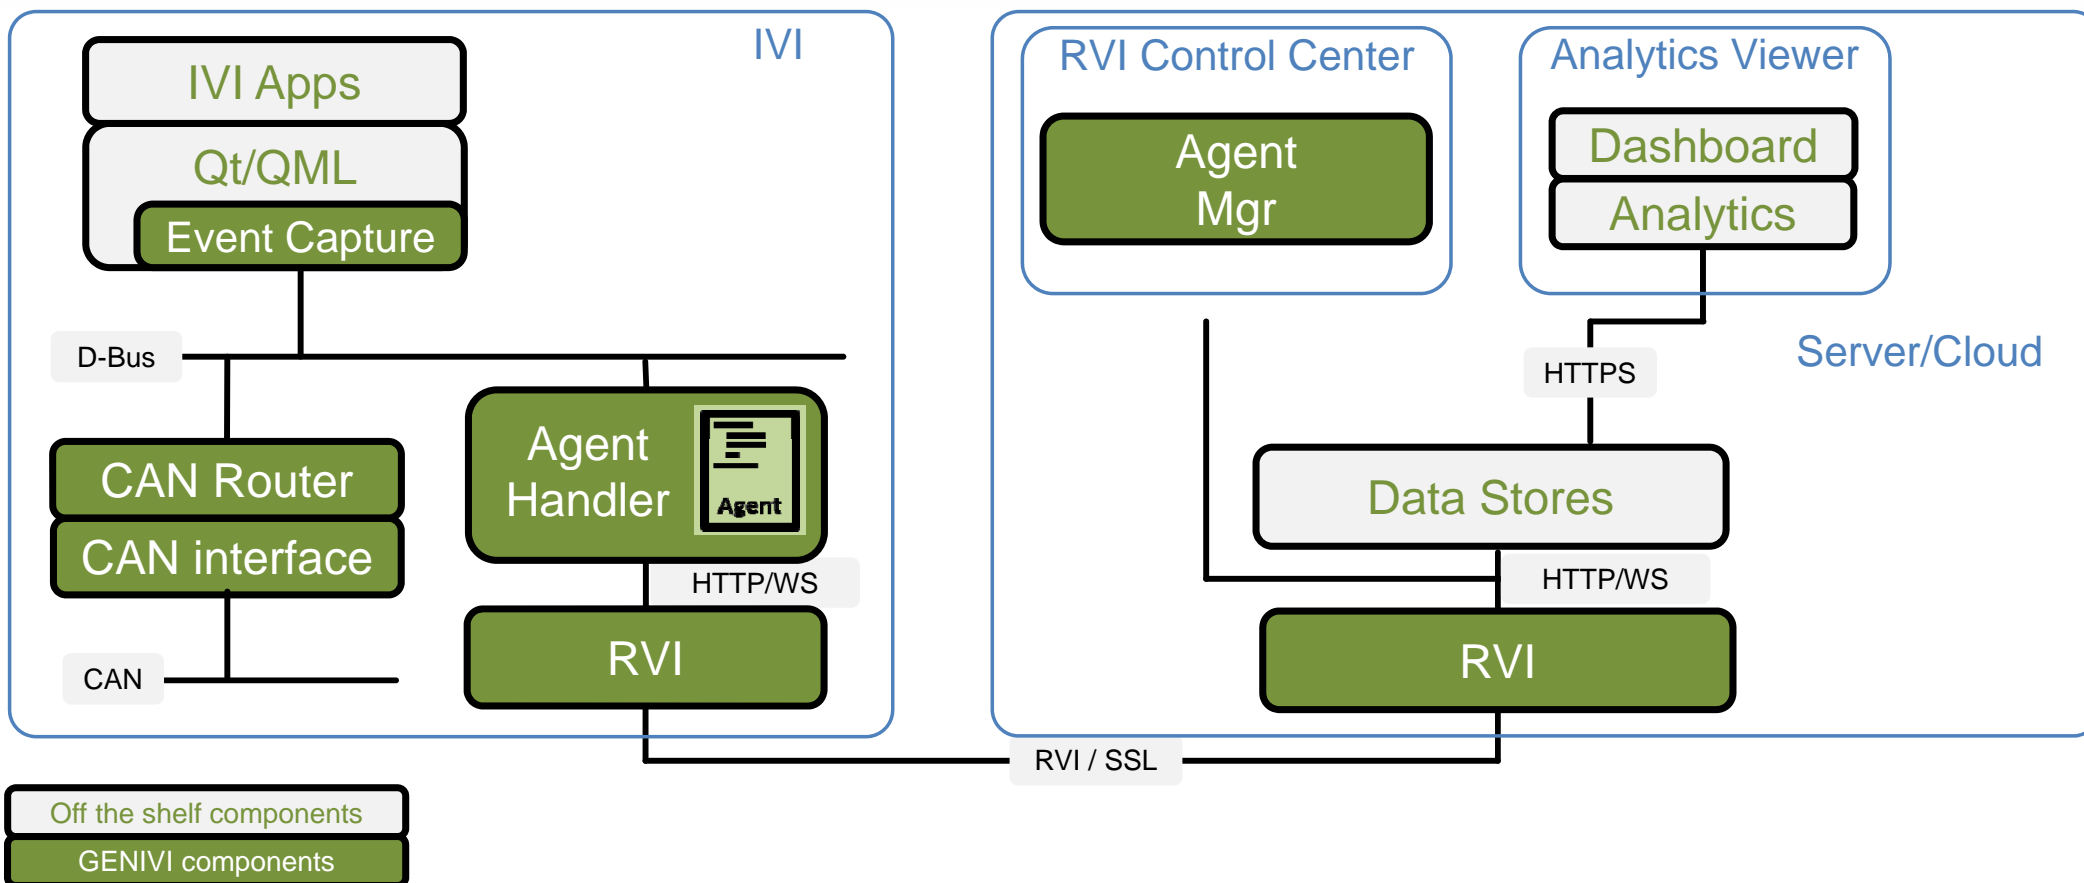 IVI
IVI Apps
Qt/QML
Event Capture
D-Bus
Agent
Handler
Agent
CAN Router
CAN interface
HTTP/WS
RVI
CAN
RVI Control Center
Agent
Mgr
Analytics Viewer
Dashboard
Analytics
Server/Cloud
HTTPS
Data Stores
HTTP/WS
RVI
RVI / SSL
Off the shelf components
GENIVI components